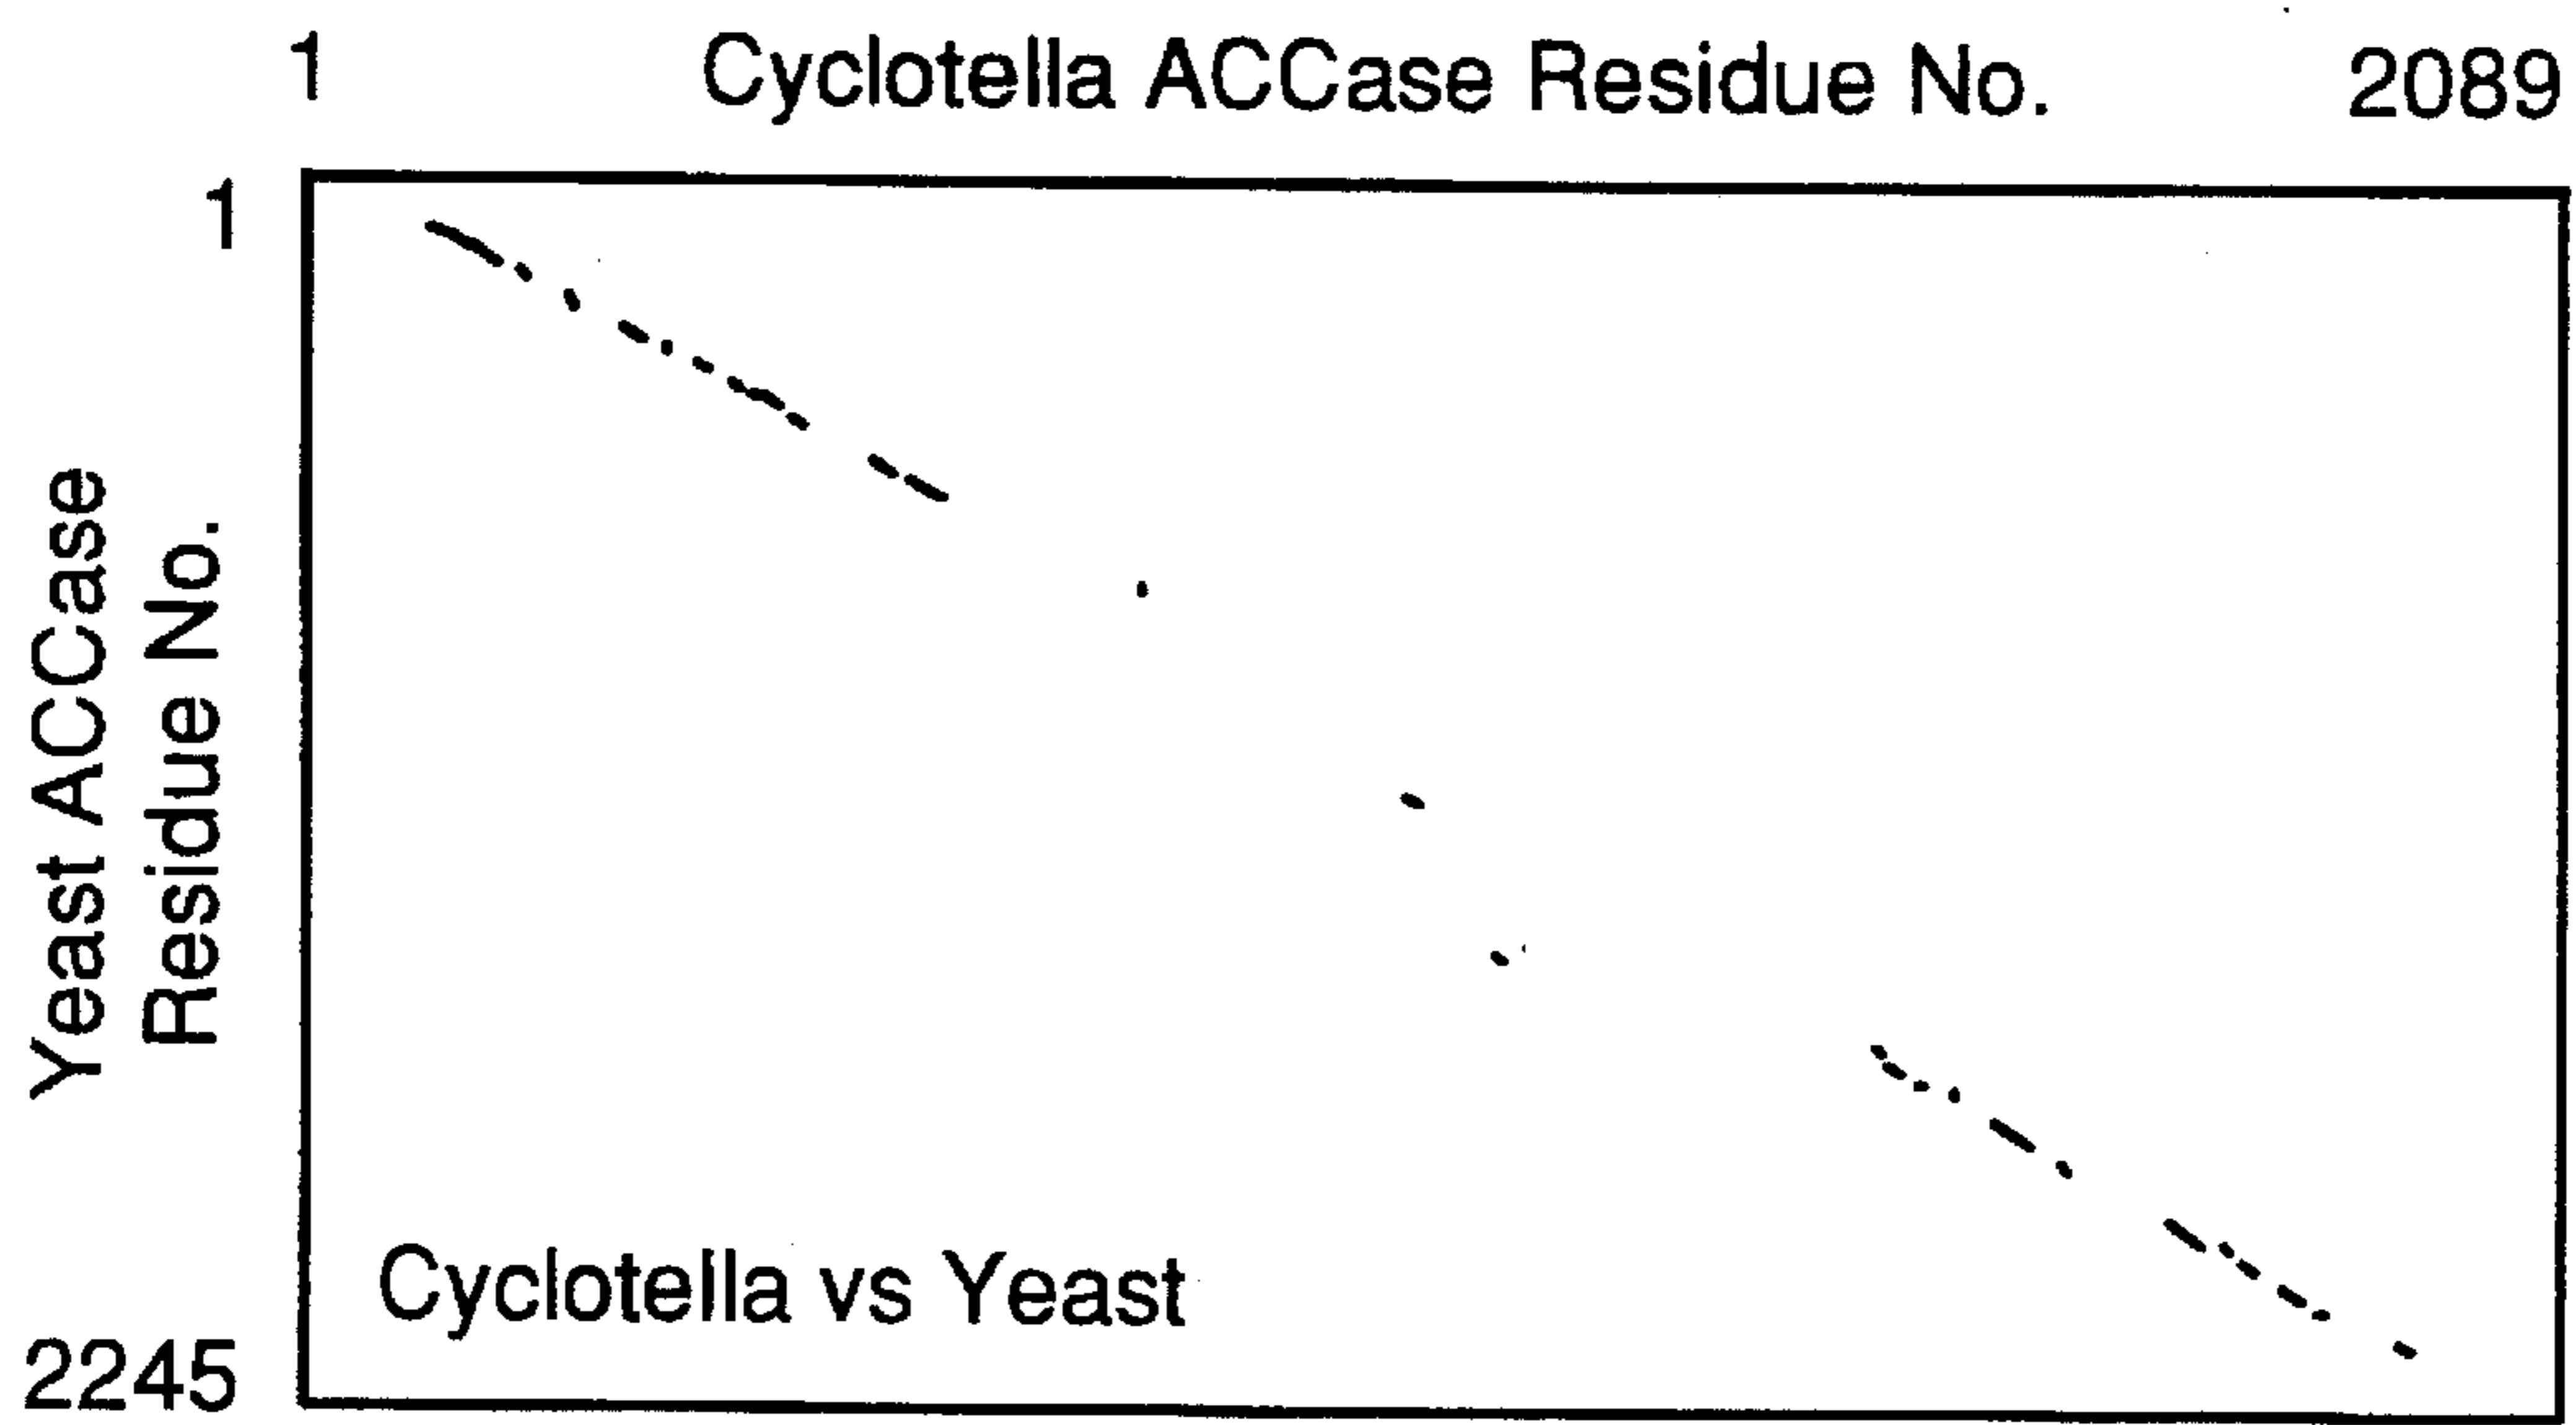 1 Cyclotella ACCase Residue No. 2089
1
Yeast ACCase
Residue No.
Cyclotella vs Yeast
2245